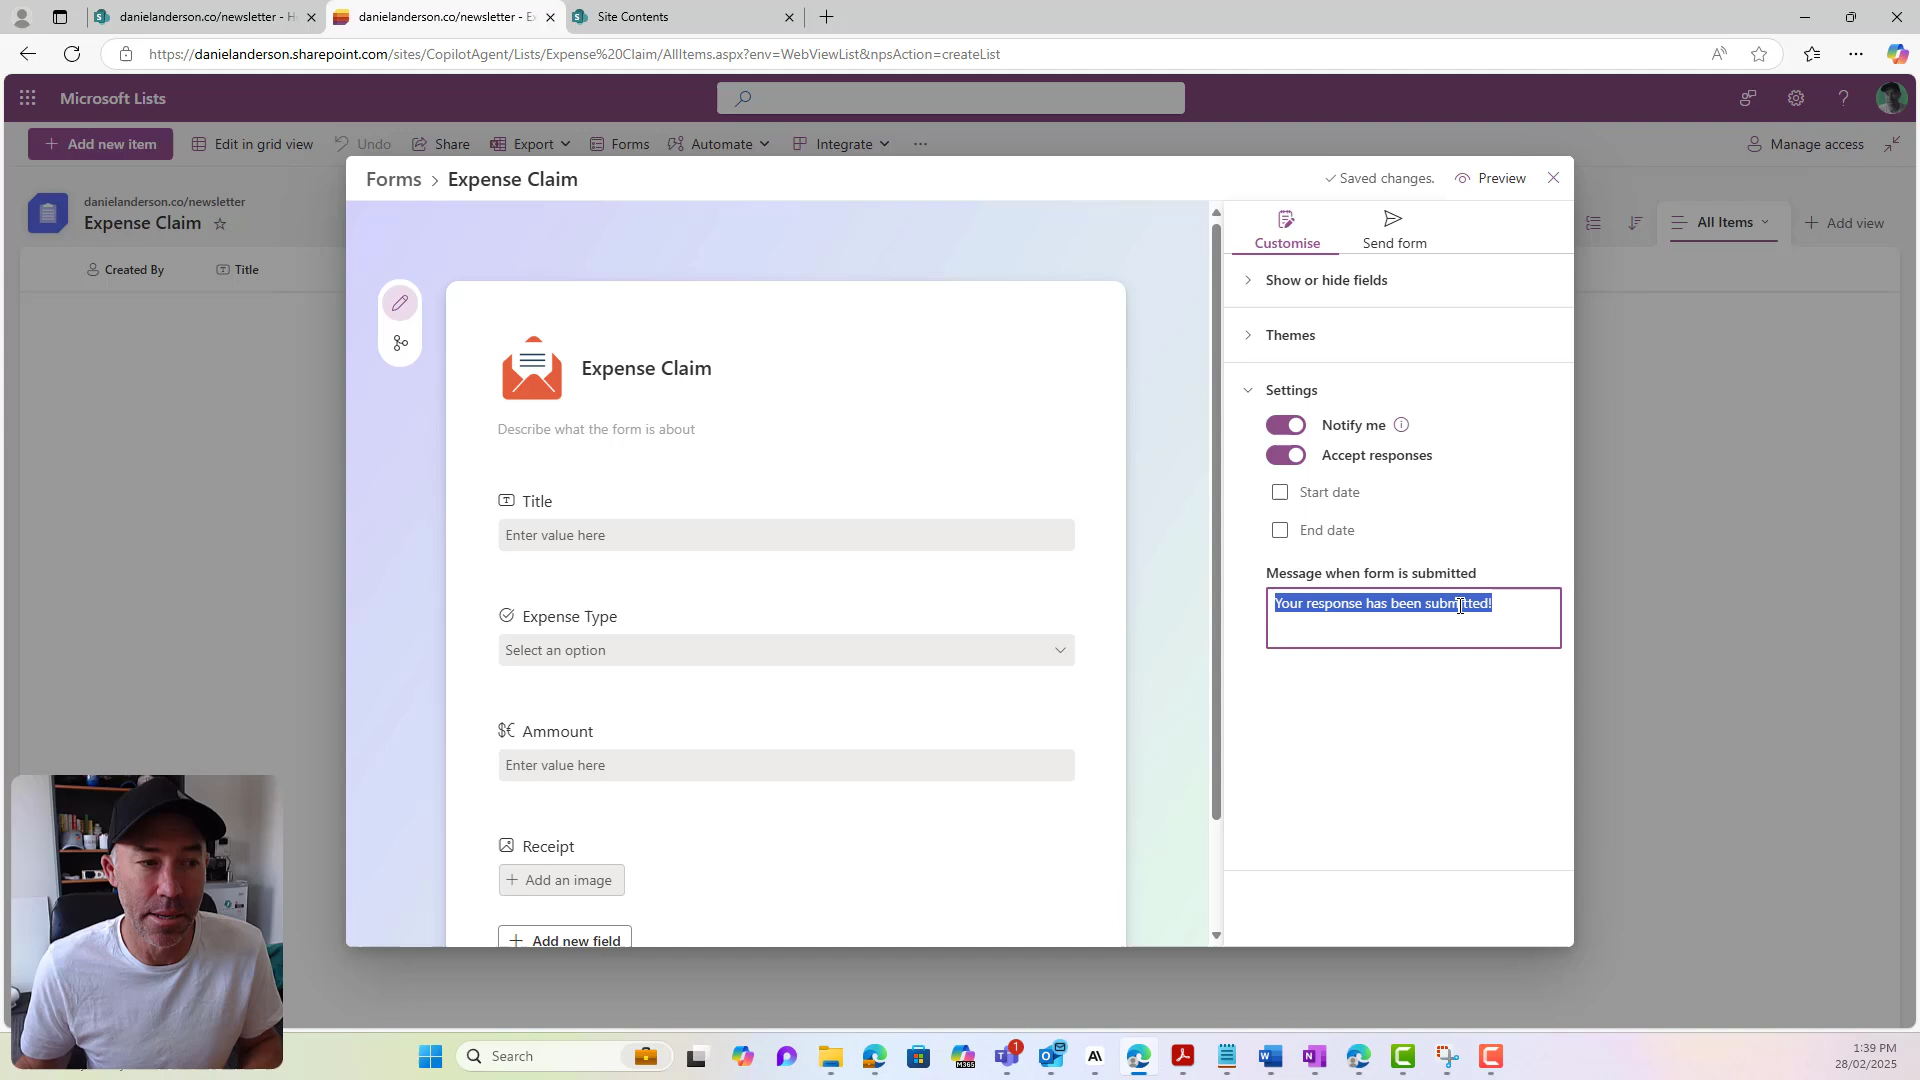 danielanderson.co/newsletter - H
danielanderson.co/newsletter - E
Site Contents
https://danielanderson.sharepoint.com/sites/CopilotAgent/Lists/Expense%20Claim/AllItems.aspx?env=WebViewList&npsAction=createList
Microsoft Lists
Add new item
Edit in grid view
Undo
Share
Export
Forms
Automate
Integrate
Manage access
danielanderson.co/newsletter
Expense Claim
All Items
Add view
Created By
Title
Forms > Expense Claim
Saved changes.
Preview
Customise
Send form
Expense Claim
Describe what the form is about
Title
Enter value here
Expense Type
Select an option
Ammount
Enter value here
Receipt
Add an image
Add new field
Show or hide fields
Themes
Settings
Notify me
Accept responses
Start date
End date
Message when form is submitted
Your response has been submitted!
Search
M365
1
1:39 PM
28/02/2025